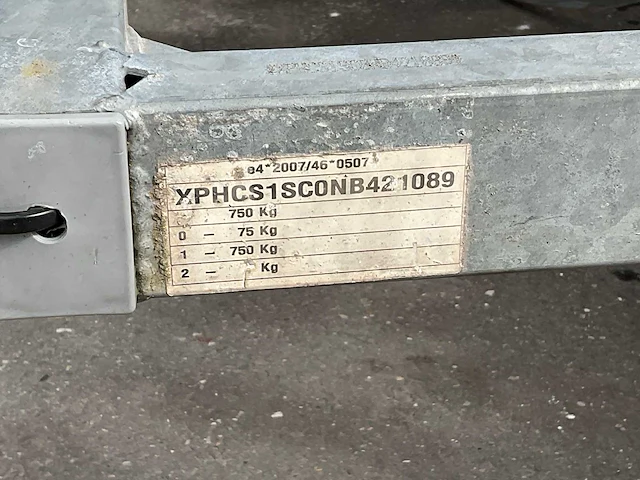 e4*2007/46*0507
XPHCS1SC0NB421089
- 750 Kg
0 - 75 Kg
1 - 750 Kg
2 - Kg